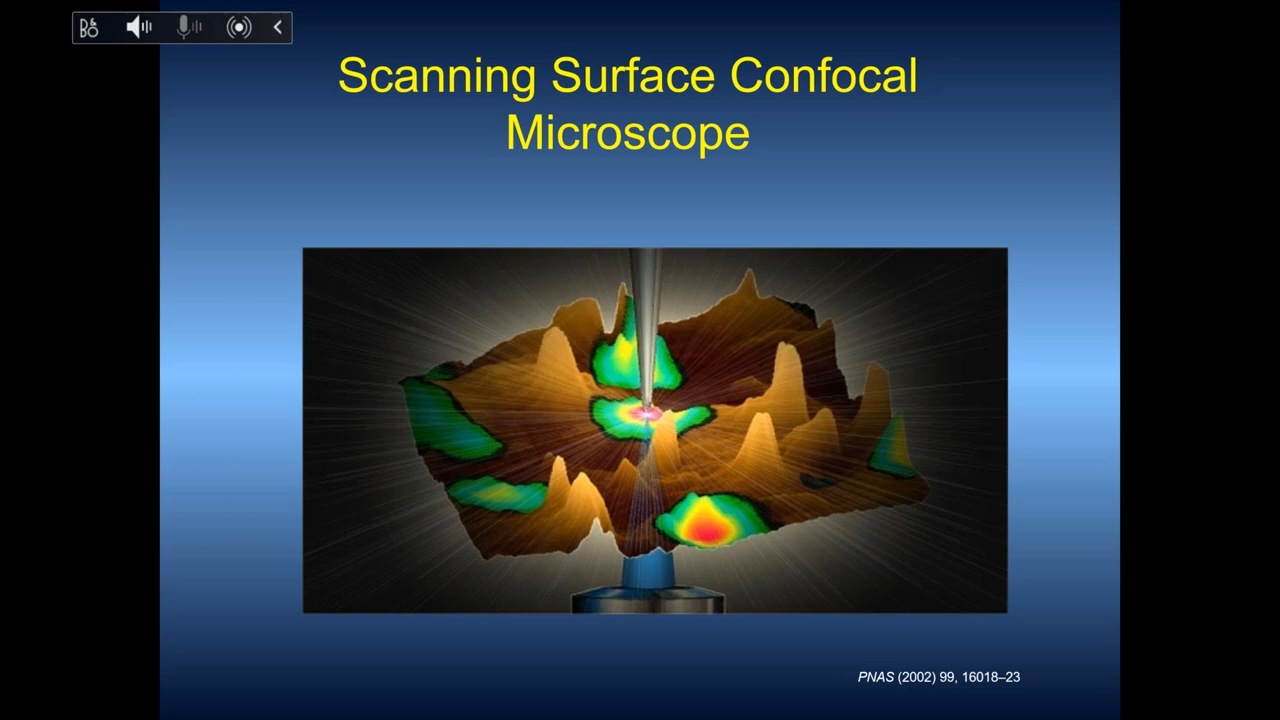 B&O
Scanning Surface Confocal
Microscope
PNAS (2002) 99, 16018–23